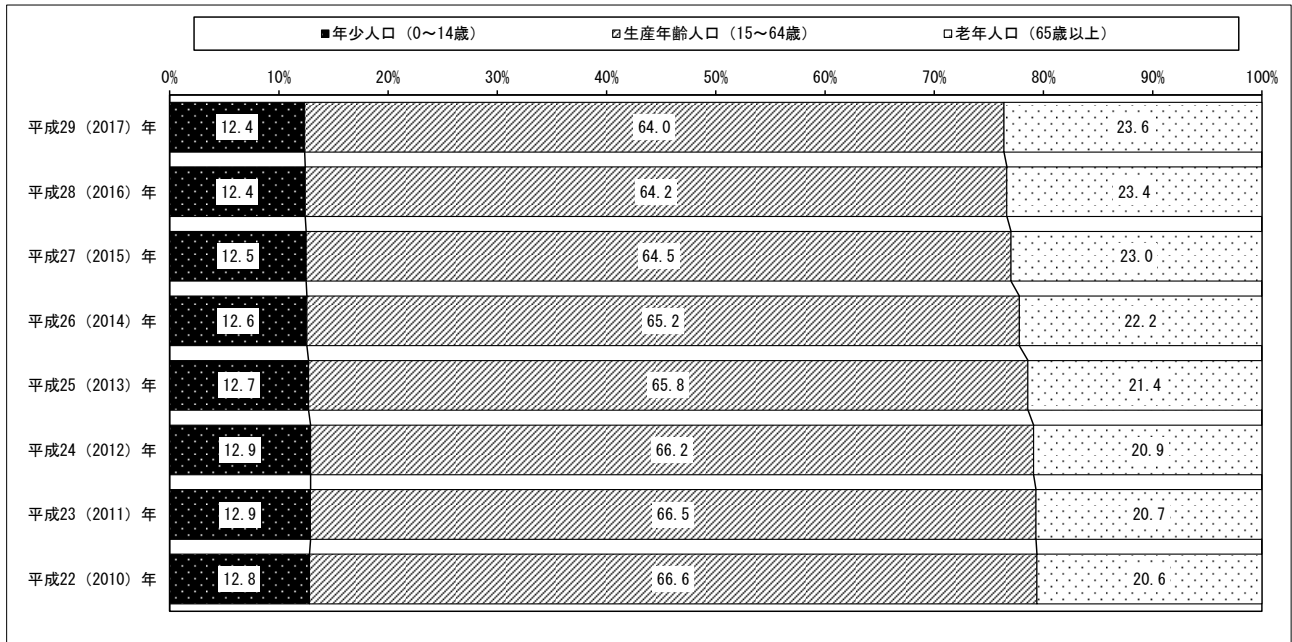 ■年少人口（0～14歳） ▨生産年齢人口（15～64歳） □老年人口（65歳以上）
0% 10% 20% 30% 40% 50% 60% 70% 80% 90% 100%
平成29（2017）年 12.4 64.0 23.6
平成28（2016）年 12.4 64.2 23.4
平成27（2015）年 12.5 64.5 23.0
平成26（2014）年 12.6 65.2 22.2
平成25（2013）年 12.7 65.8 21.4
平成24（2012）年 12.9 66.2 20.9
平成23（2011）年 12.9 66.5 20.7
平成22（2010）年 12.8 66.6 20.6